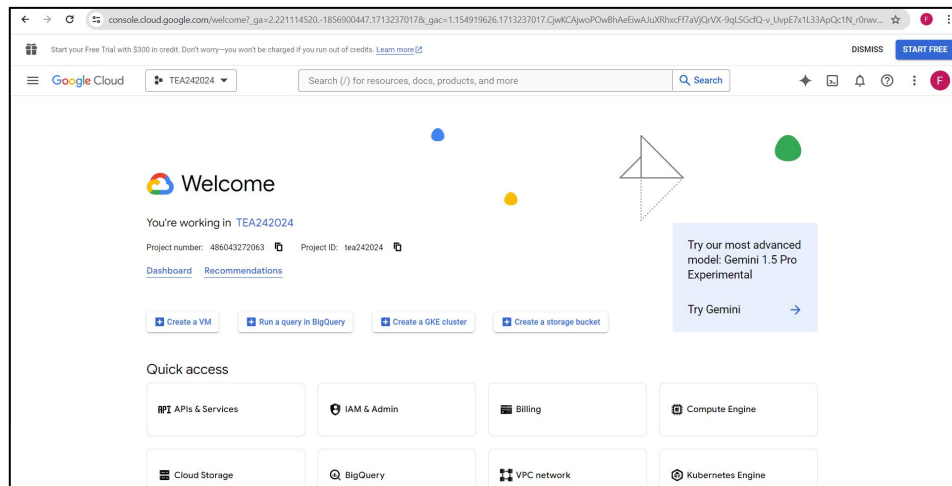 console.cloud.google.com/welcome?_ga=2.221114520.-1856900447.1713237017&_gac=1.154919626.1713237017.
Start your Free Trial with $300 in credit. Don't worry—you won't be charged if you run out of credits. Learn more
DISMISS
START FREE
Google Cloud
TEA242024
Search (/) for resources, docs, products, and more
Search
F
Welcome
You're working in TEA242024
Project number: 486043272063 Project ID: tea242024
Dashboard Recommendations
Try our most advanced
model: Gemini 1.5 Pro
Experimental
Try Gemini
Create a VM
Run a query in BigQuery
Create a GKE cluster
Create a storage bucket
Quick access
API APIs & Services
IAM & Admin
Billing
Compute Engine
Cloud Storage
BigQuery
VPC network
Kubernetes Engine